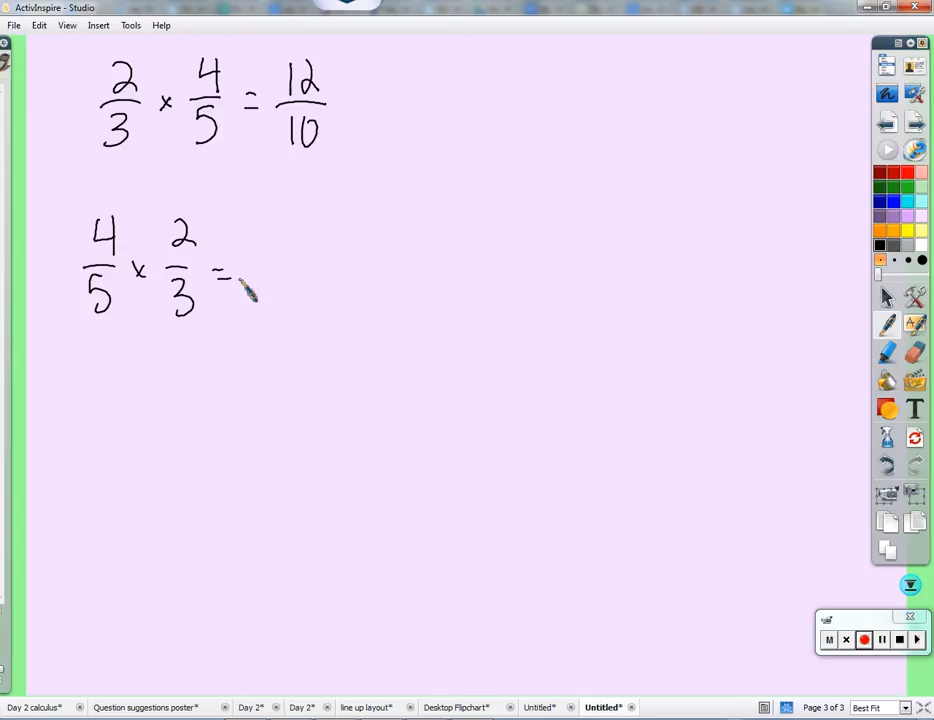 ActivInspire - Studio
File Edit View Insert Tools Help
2/3 × 4/5 = 12/10
4/5 × 2/3 =
M
Day 2 calculus* Question suggestions poster* Day 2* Day 2* line up layout* Desktop Flipchart* Untitled* Untitled* Page 3 of 3 Best Fit